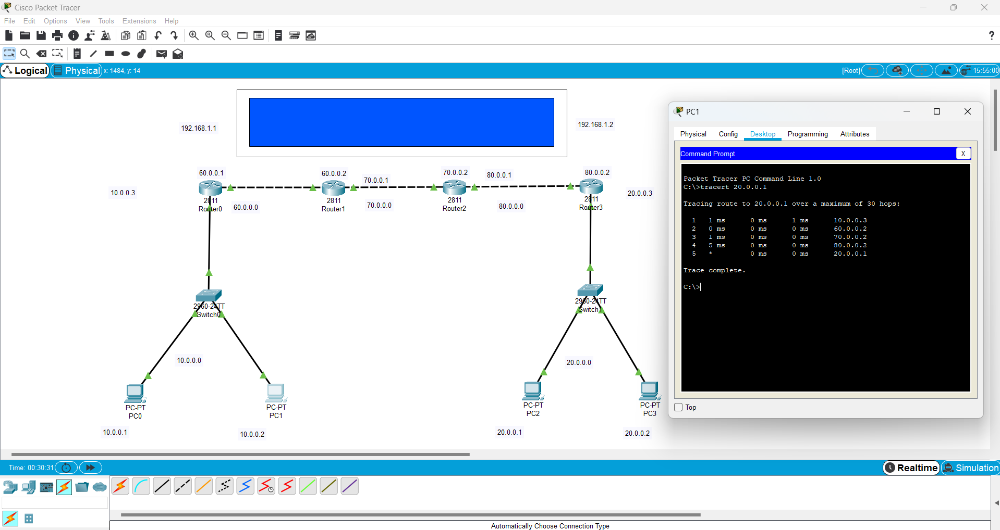 Cisco Packet Tracer
File Edit Options View Tools Extensions Help
?
Logical Physical x: 1484, y: 14 [Root] 15:55:00
192.168.1.1
192.168.1.2
60.0.0.1
60.0.0.2
70.0.0.1
70.0.0.2
80.0.0.1
80.0.0.2
10.0.0.3
2811
Router0
60.0.0.0
2811
Router1
70.0.0.0
2811
Router2
80.0.0.0
2811
Router3
20.0.0.3
2960-24TT
Switch0
2960-24TT
Switch1
10.0.0.0
20.0.0.0
PC-PT
PC0
PC-PT
PC1
PC-PT
PC2
PC-PT
PC3
10.0.0.1
10.0.0.2
20.0.0.1
20.0.0.2
PC1
Physical Config Desktop Programming Attributes
Command Prompt X
Packet Tracer PC Command Line 1.0
C:\>tracert 20.0.0.1
Tracing route to 20.0.0.1 over a maximum of 30 hops:
1 1 ms 0 ms 1 ms 10.0.0.3
2 0 ms 0 ms 0 ms 60.0.0.2
3 1 ms 0 ms 0 ms 70.0.0.2
4 5 ms 0 ms 0 ms 80.0.0.2
5 * 0 ms 0 ms 20.0.0.1
Trace complete.
C:\>
Top
Time: 00:30:31 Realtime Simulation
Automatically Choose Connection Type